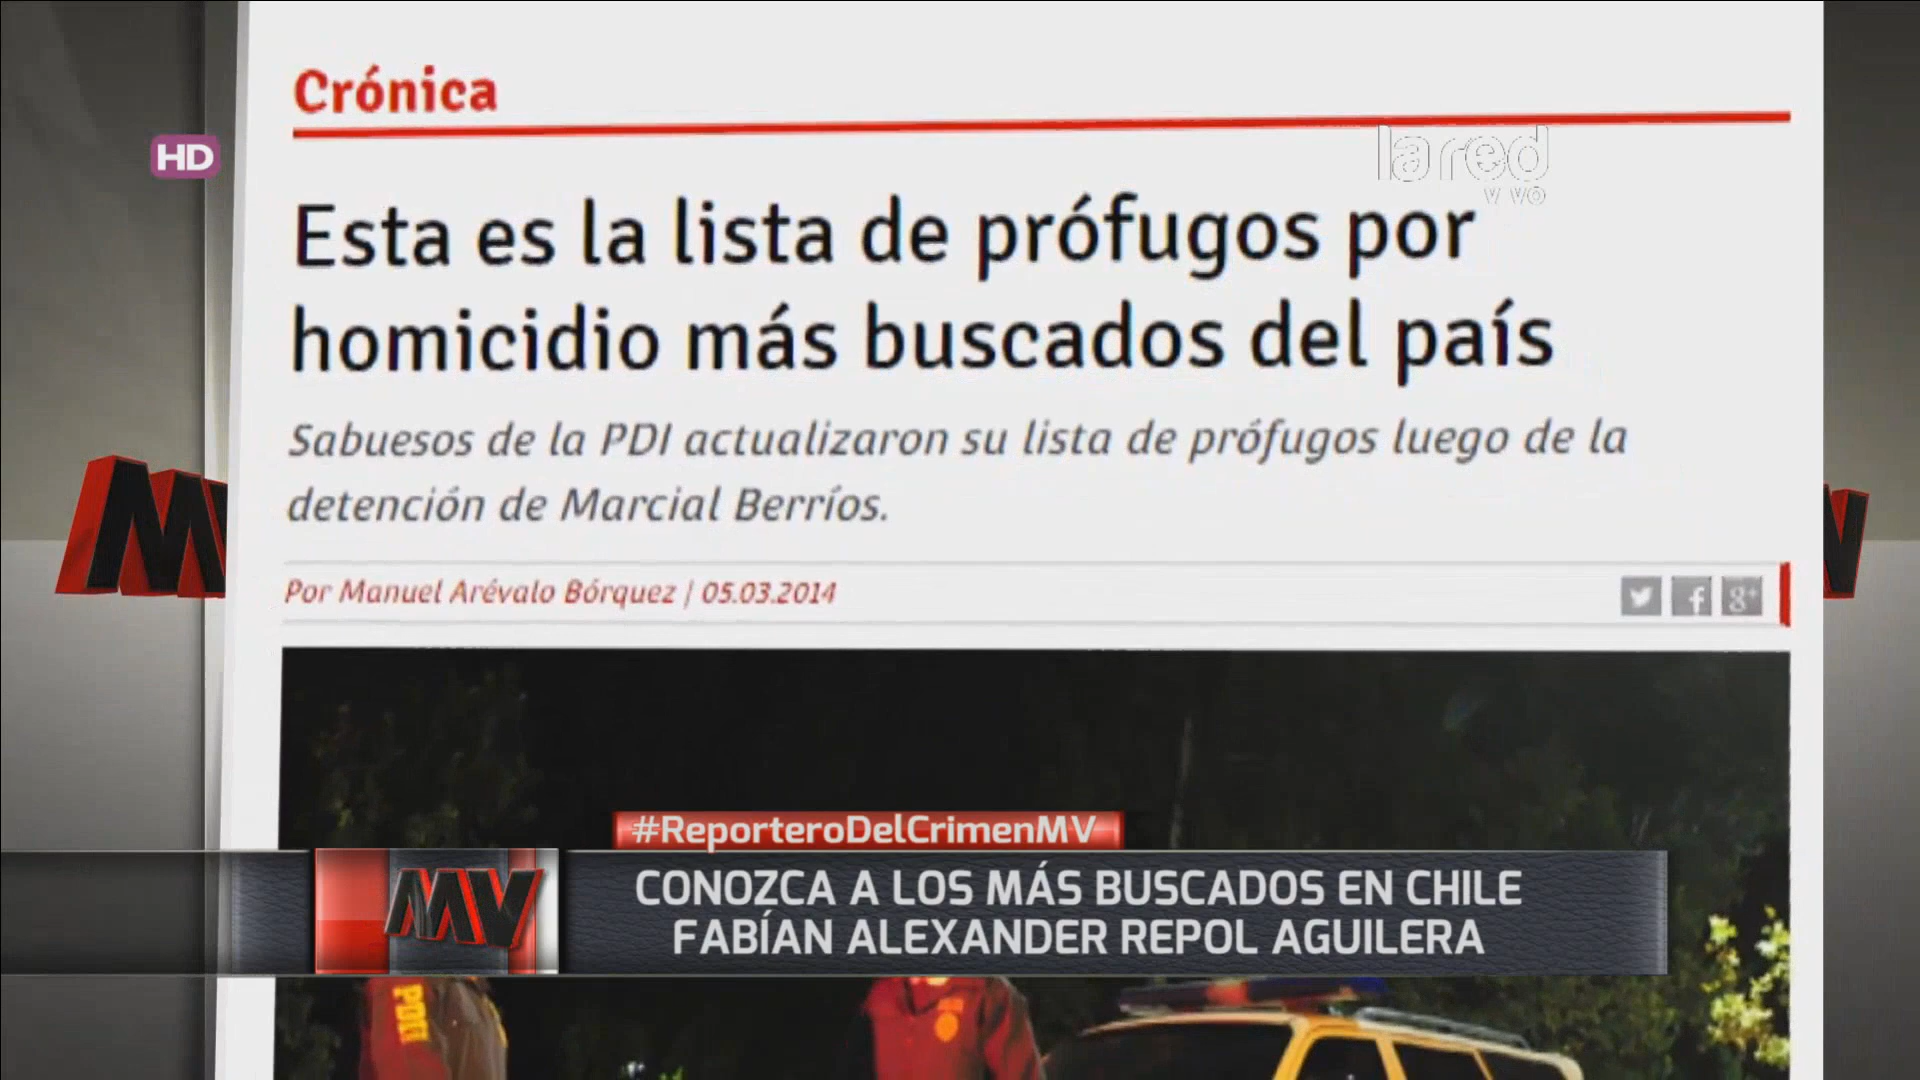 Crónica
HD
la red
vivo
Esta es la lista de prófugos por
homicidio más buscados del país
Sabuesos de la PDI actualizaron su lista de prófugos luego de la
detención de Marcial Berríos.
Por Manuel Arévalo Bórquez | 05.03.2014
g+
MV
#ReporteroDelCrimenMV
MV
CONOZCA A LOS MÁS BUSCADOS EN CHILE
FABÍAN ALEXANDER REPOL AGUILERA
PDI